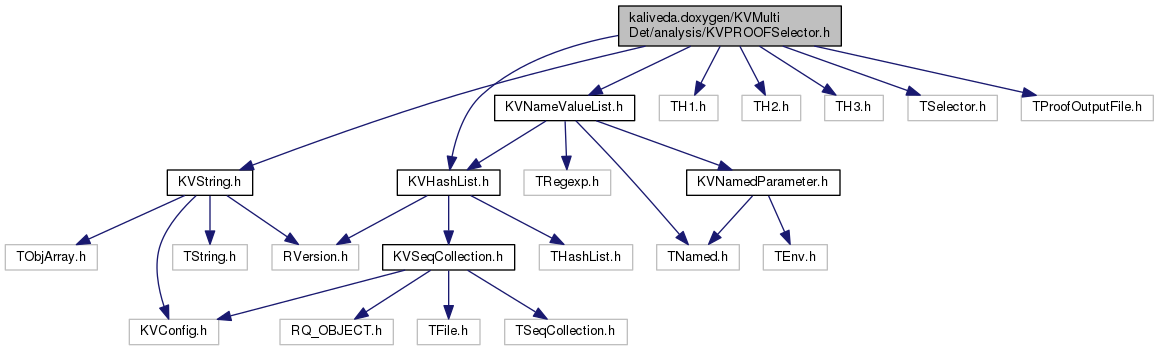 kaliveda.doxygen/KVMulti
Det/analysis/KVPROOFSelector.h
KVNameValueList.h
TH1.h
TH2.h
TH3.h
TSelector.h
TProofOutputFile.h
KVString.h
KVHashList.h
TRegexp.h
KVNamedParameter.h
TObjArray.h
TString.h
RVersion.h
KVSeqCollection.h
THashList.h
TNamed.h
TEnv.h
KVConfig.h
RQ_OBJECT.h
TFile.h
TSeqCollection.h